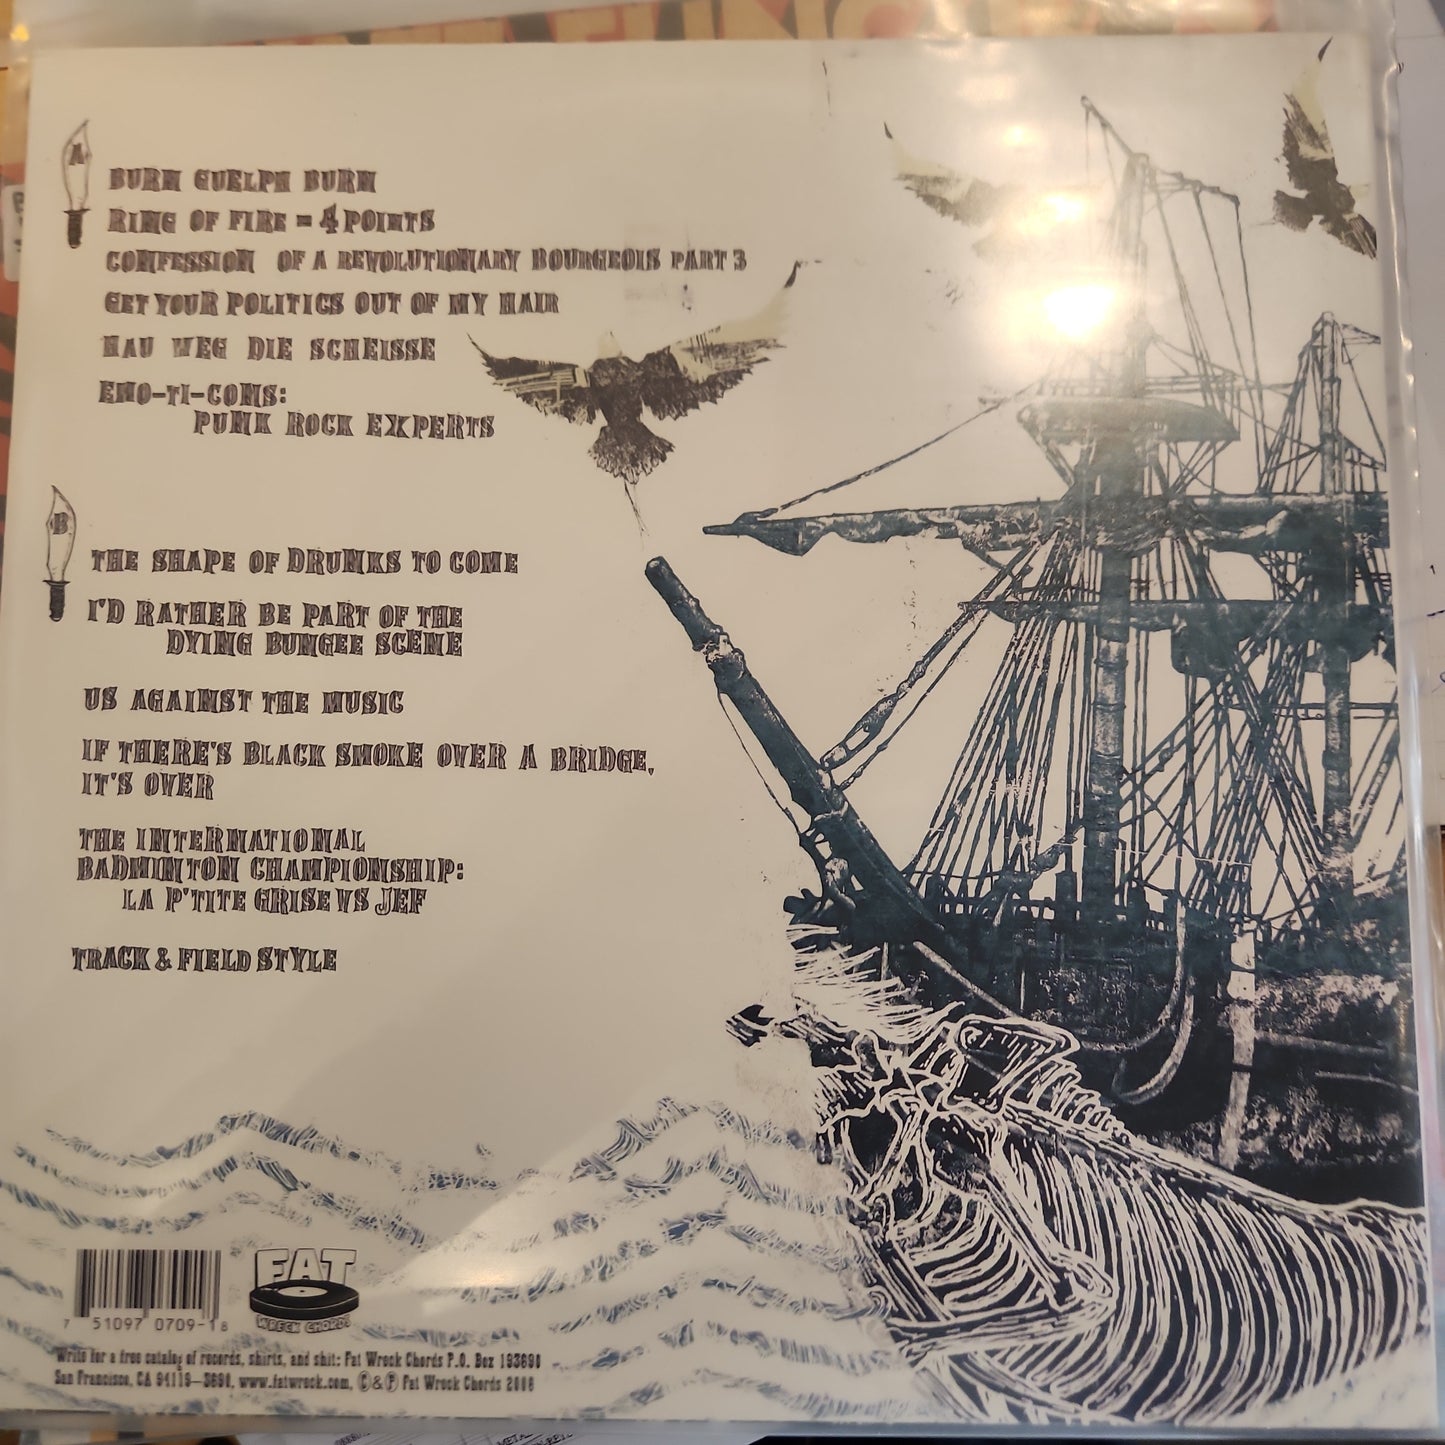 A
BURN GUELPH BURN
RING OF FIRE = 4 POINTS
CONFESSION OF A REVOLUTIONARY BOURGEOIS PART 3
GET YOUR POLITICS OUT OF MY HAIR
HAU WEG DIE SCHEISSE
EMO-TI-CONS:
PUNK ROCK EXPERTS
B
THE SHAPE OF DRUNKS TO COME
I'D RATHER BE PART OF THE
DYING BUNGEE SCENE
US AGAINST THE MUSIC
IF THERE'S BLACK SMOKE OVER A BRIDGE,
IT'S OVER
THE INTERNATIONAL
BADMINTON CHAMPIONSHIP:
LA P'TITE GRISE VS JEF
TRACK & FIELD STYLE
FAT
WRECK CHORDS
7 51097 0709-1 8
Write for a free catalog of records, shirts, and shit: Fat Wreck Chords P.O. Box 193690
San Francisco, CA 94119-3690, www.fatwreck.com, © & ℗ Fat Wreck Chords 2006